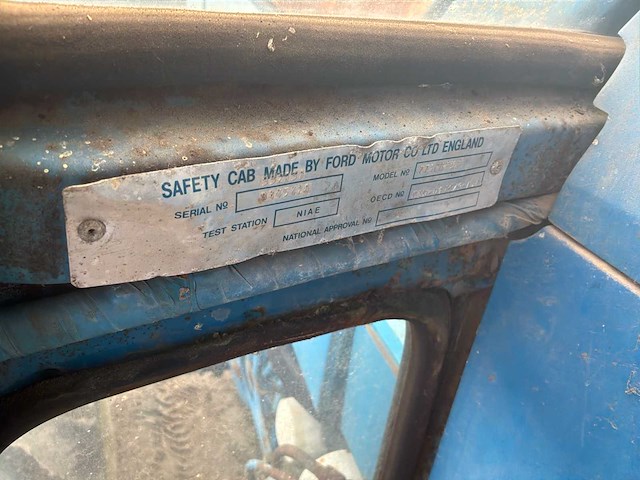 SAFETY CAB MADE BY FORD MOTOR CO LTD ENGLAND
SERIAL Nº MODEL Nº
TEST STATION NIAE OECD Nº
NATIONAL APPROVAL Nº